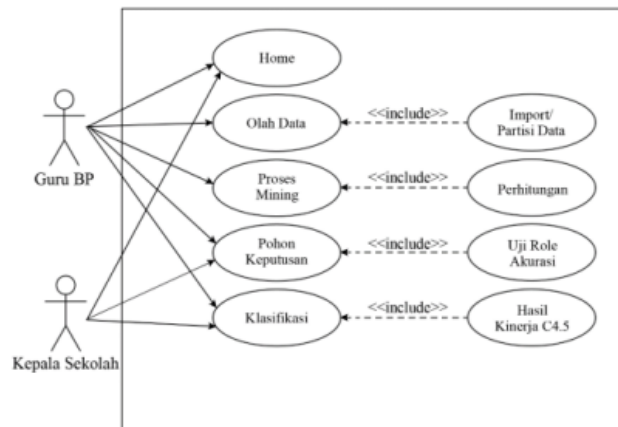 Home
Olah Data
<<include>>
Import/
Partisi Data
Guru BP
Proses
Mining
<<include>>
Perhitungan
Pohon
Keputusan
<<include>>
Uji Role
Akurasi
Klasifikasi
<<include>>
Hasil
Kinerja C4.5
Kepala Sekolah